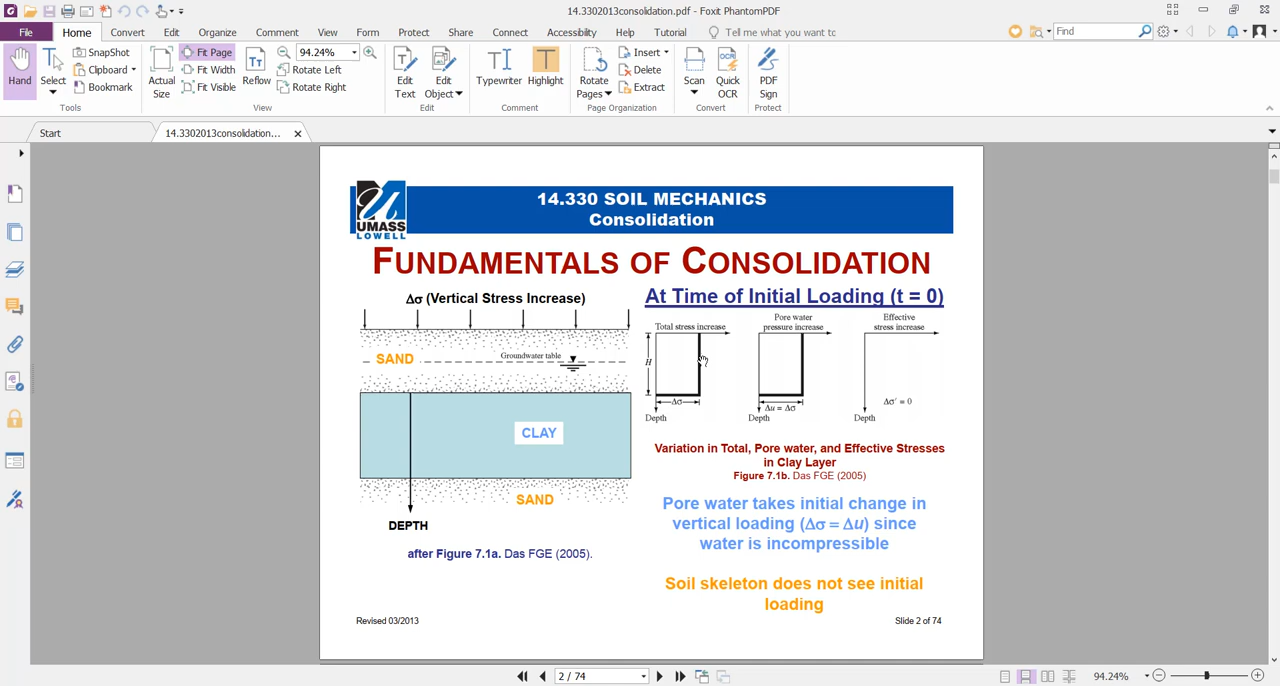 14.3302013consolidation.pdf - Foxit PhantomPDF
File Home Convert Edit Organize Comment View Form Protect Share Connect Accessibility Help Tutorial Tell me what you want tc Find
Hand
Select
SnapShot
Clipboard
Bookmark
Tools
Actual
Size
Fit Page
Fit Width
Fit Visible
Reflow
94.24%
Rotate Left
Rotate Right
View
Edit
Text
Edit
Object
Edit
Typewriter
Highlight
Comment
Rotate
Pages
Insert
Delete
Extract
Page Organization
Scan
Quick
OCR
Convert
PDF
Sign
Protect
Start
14.3302013consolidation...
UMASS
LOWELL
14.330 SOIL MECHANICS
Consolidation
FUNDAMENTALS OF CONSOLIDATION
Δσ (Vertical Stress Increase)
SAND
Groundwater table
CLAY
SAND
DEPTH
after Figure 7.1a. Das FGE (2005).
At Time of Initial Loading (t = 0)
Total stress increase
H
Δσ
Depth
Pore water
pressure increase
Δu = Δσ
Depth
Effective
stress increase
Δσ′ = 0
Depth
Variation in Total, Pore water, and Effective Stresses
in Clay Layer
Figure 7.1b. Das FGE (2005)
Pore water takes initial change in
vertical loading (Δσ = Δu) since
water is incompressible
Soil skeleton does not see initial
loading
Revised 03/2013
Slide 2 of 74
2 / 74
94.24%